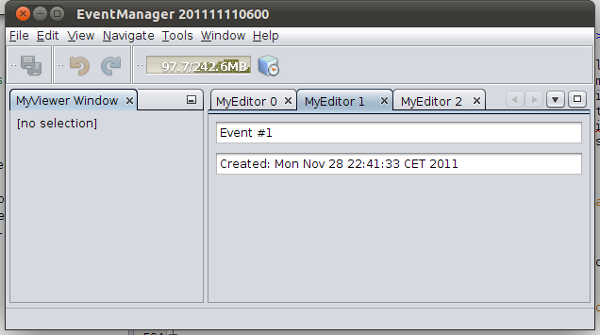 EventManager 201111110600
File Edit View Navigate Tools Window Help
97.7/242.6MB
MyViewer Window
[no selection]
MyEditor 0 MyEditor 1 MyEditor 2
Event #1
Created: Mon Nov 28 22:41:33 CET 2011